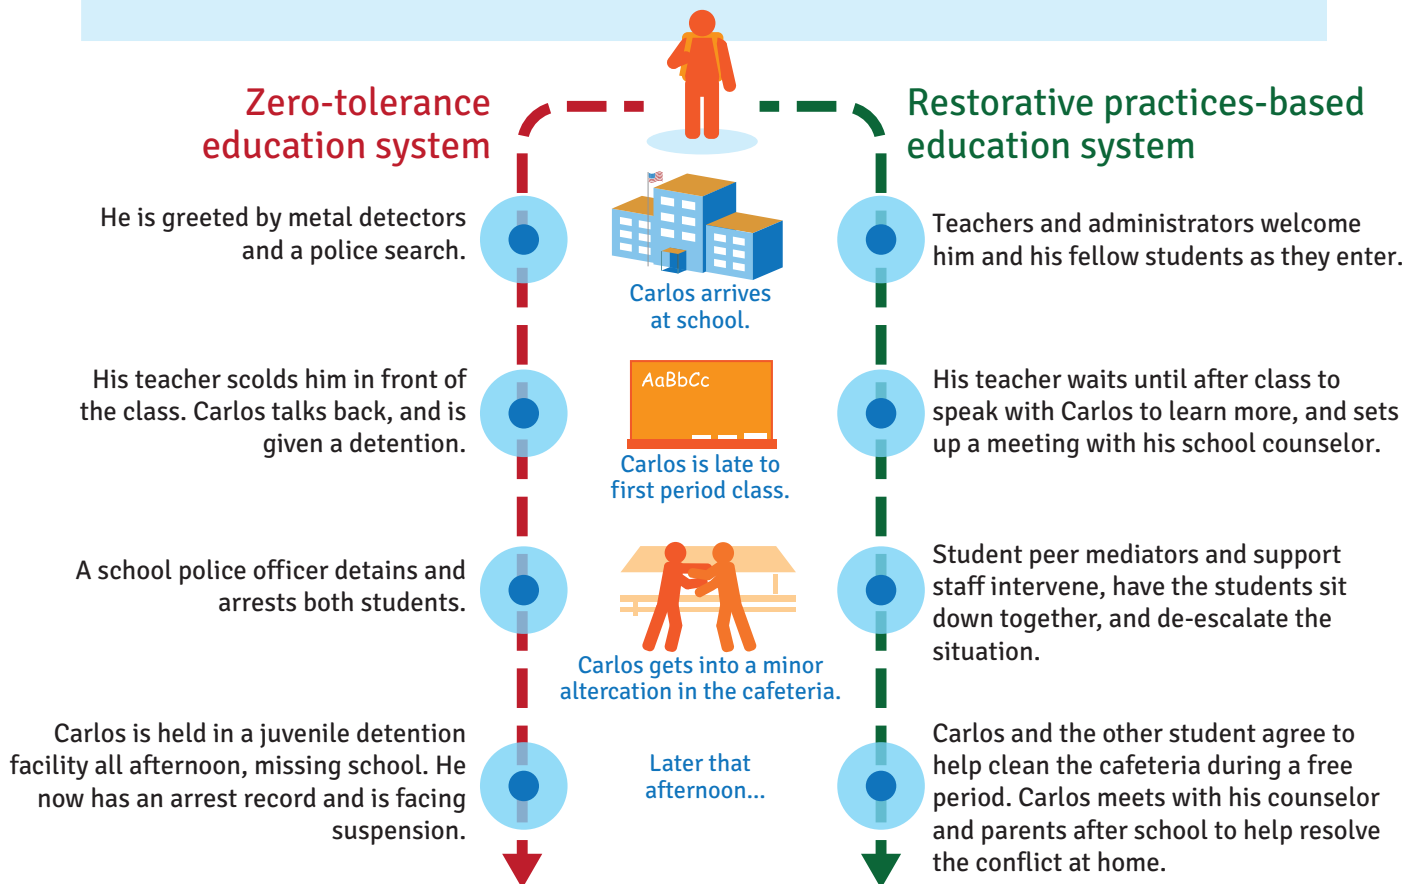 Zero-tolerance
education system
Restorative practices-based
education system
He is greeted by metal detectors
and a police search.
Carlos arrives
at school.
Teachers and administrators welcome
him and his fellow students as they enter.
His teacher scolds him in front of
the class. Carlos talks back, and is
given a detention.
AaBbCc
Carlos is late to
first period class.
His teacher waits until after class to
speak with Carlos to learn more, and sets
up a meeting with his school counselor.
A school police officer detains and
arrests both students.
Carlos gets into a minor
altercation in the cafeteria.
Student peer mediators and support
staff intervene, have the students sit
down together, and de-escalate the
situation.
Carlos is held in a juvenile detention
facility all afternoon, missing school. He
now has an arrest record and is facing
suspension.
Later that
afternoon...
Carlos and the other student agree to
help clean the cafeteria during a free
period. Carlos meets with his counselor
and parents after school to help resolve
the conflict at home.